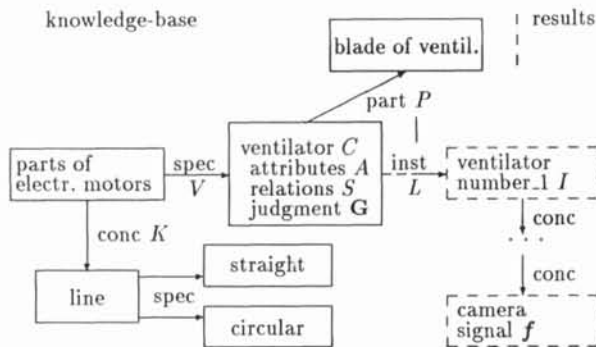 knowledge-base
results
blade of ventil.
part P
ventilator C
attributes A
relations S
judgment G
parts of
electr. motors
spec
V
inst
L
ventilator
number_1 I
conc K
conc
. . .
conc
line
spec
straight
circular
camera
signal f